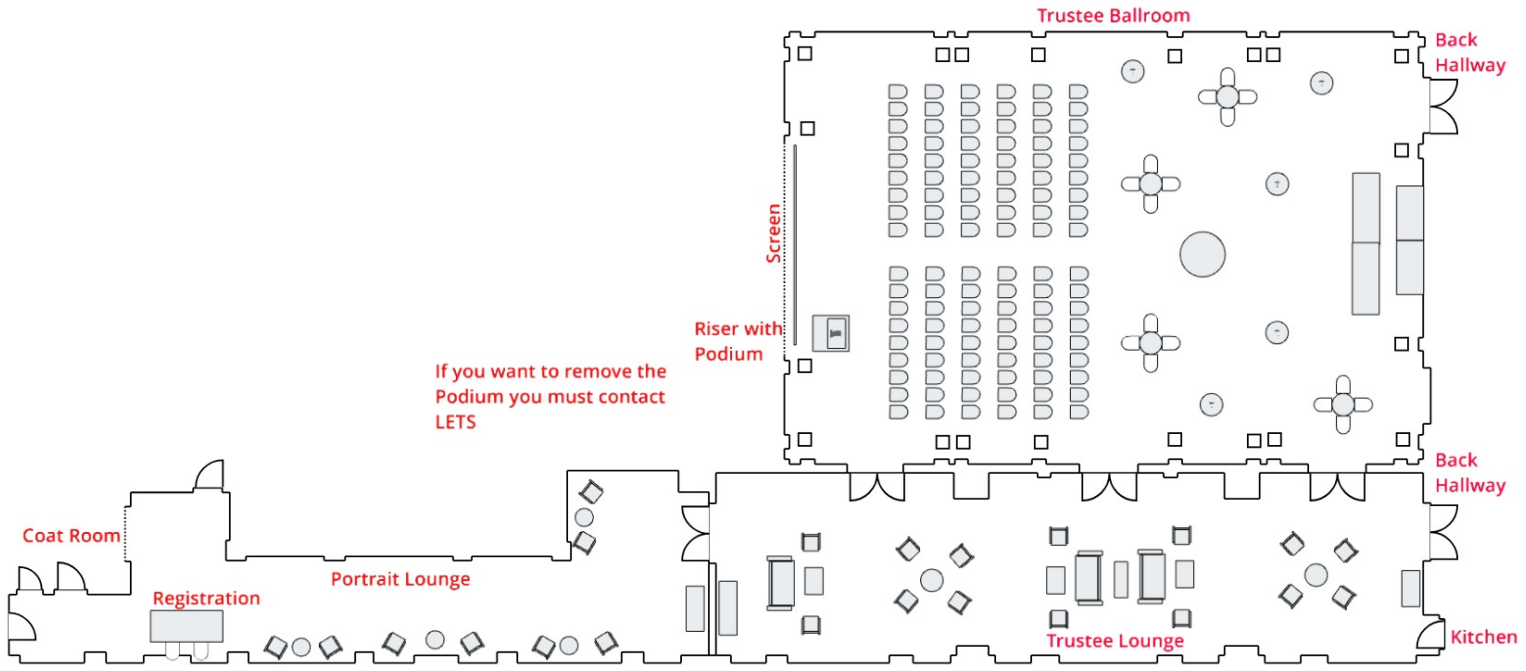 Trustee Ballroom
Back
Hallway
Screen
Riser with
Podium
If you want to remove the
Podium you must contact
LETS
Back
Hallway
Coat Room
Portrait Lounge
Registration
Trustee Lounge
Kitchen